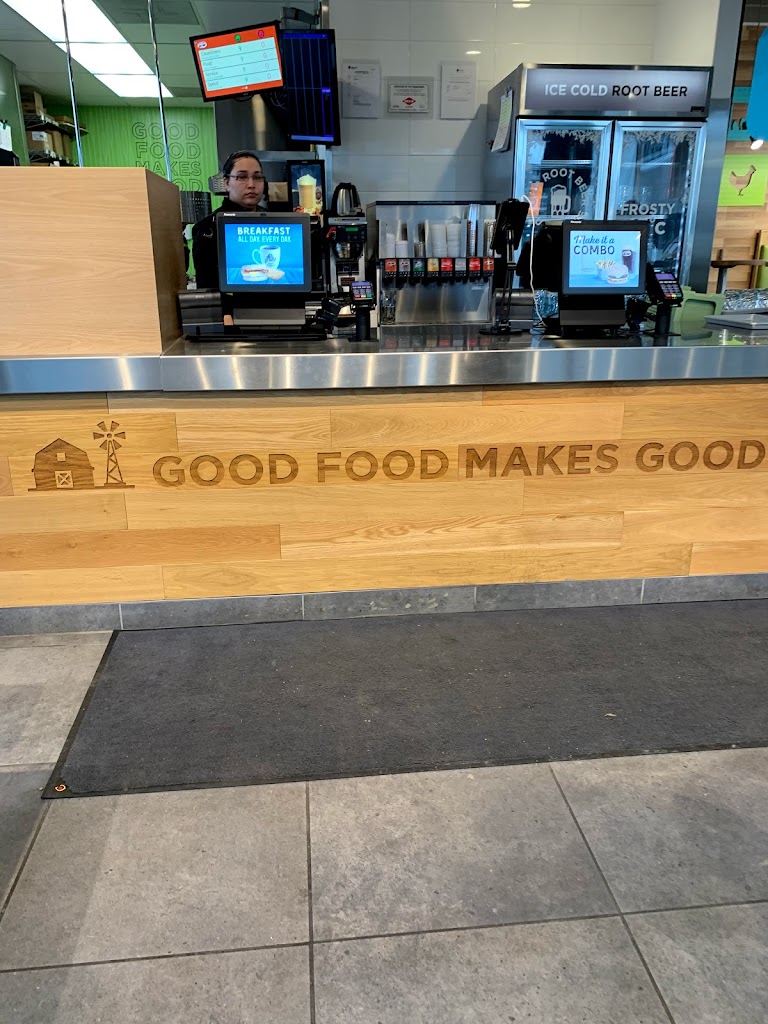 GOOD
FOOD
MAKES
BREAKFAST
ALL DAY. EVERY DAY.
ICE COLD ROOT BEER
ROOT BE
FROSTY
Make it a
COMBO
GOOD FOOD MAKES GOOD